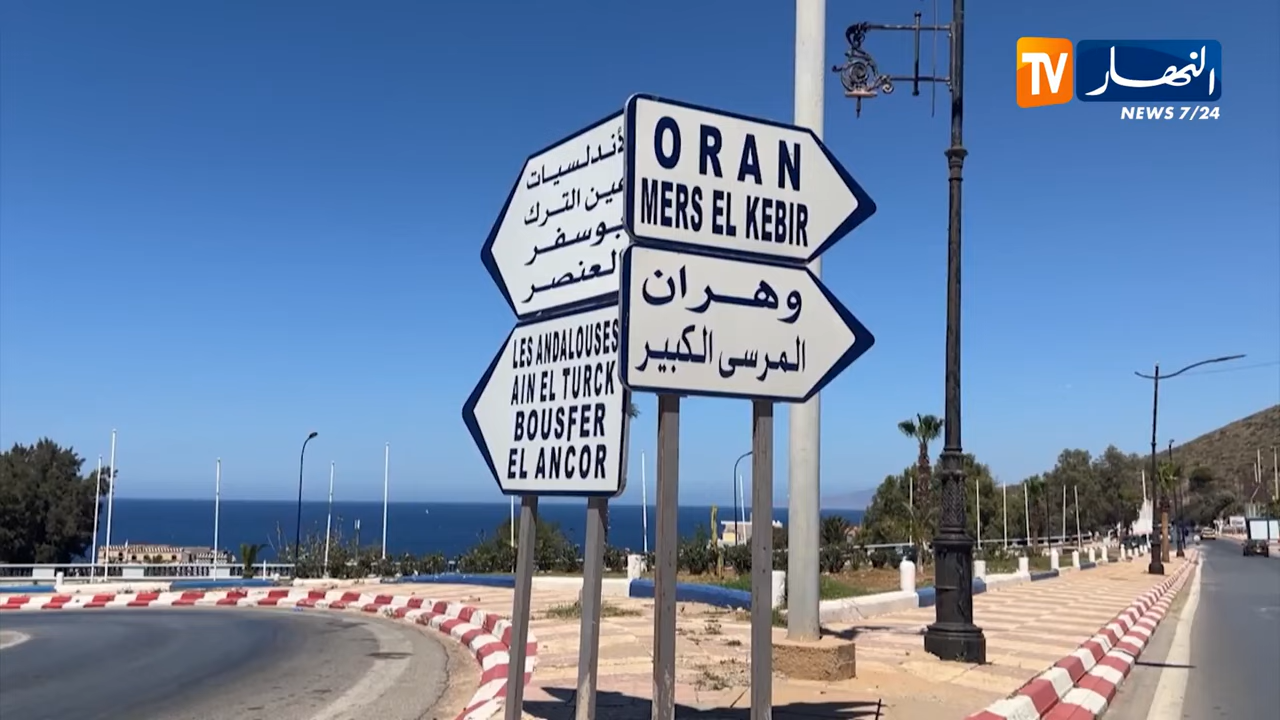 TV النهار
NEWS 7/24
ORAN
MERS EL KEBIR
وهران
المرسى الكبير
لأندلسيات
عين الترك
بوسفر
العنصر
LES ANDALOUSES
AIN EL TURCK
BOUSFER
EL ANCOR